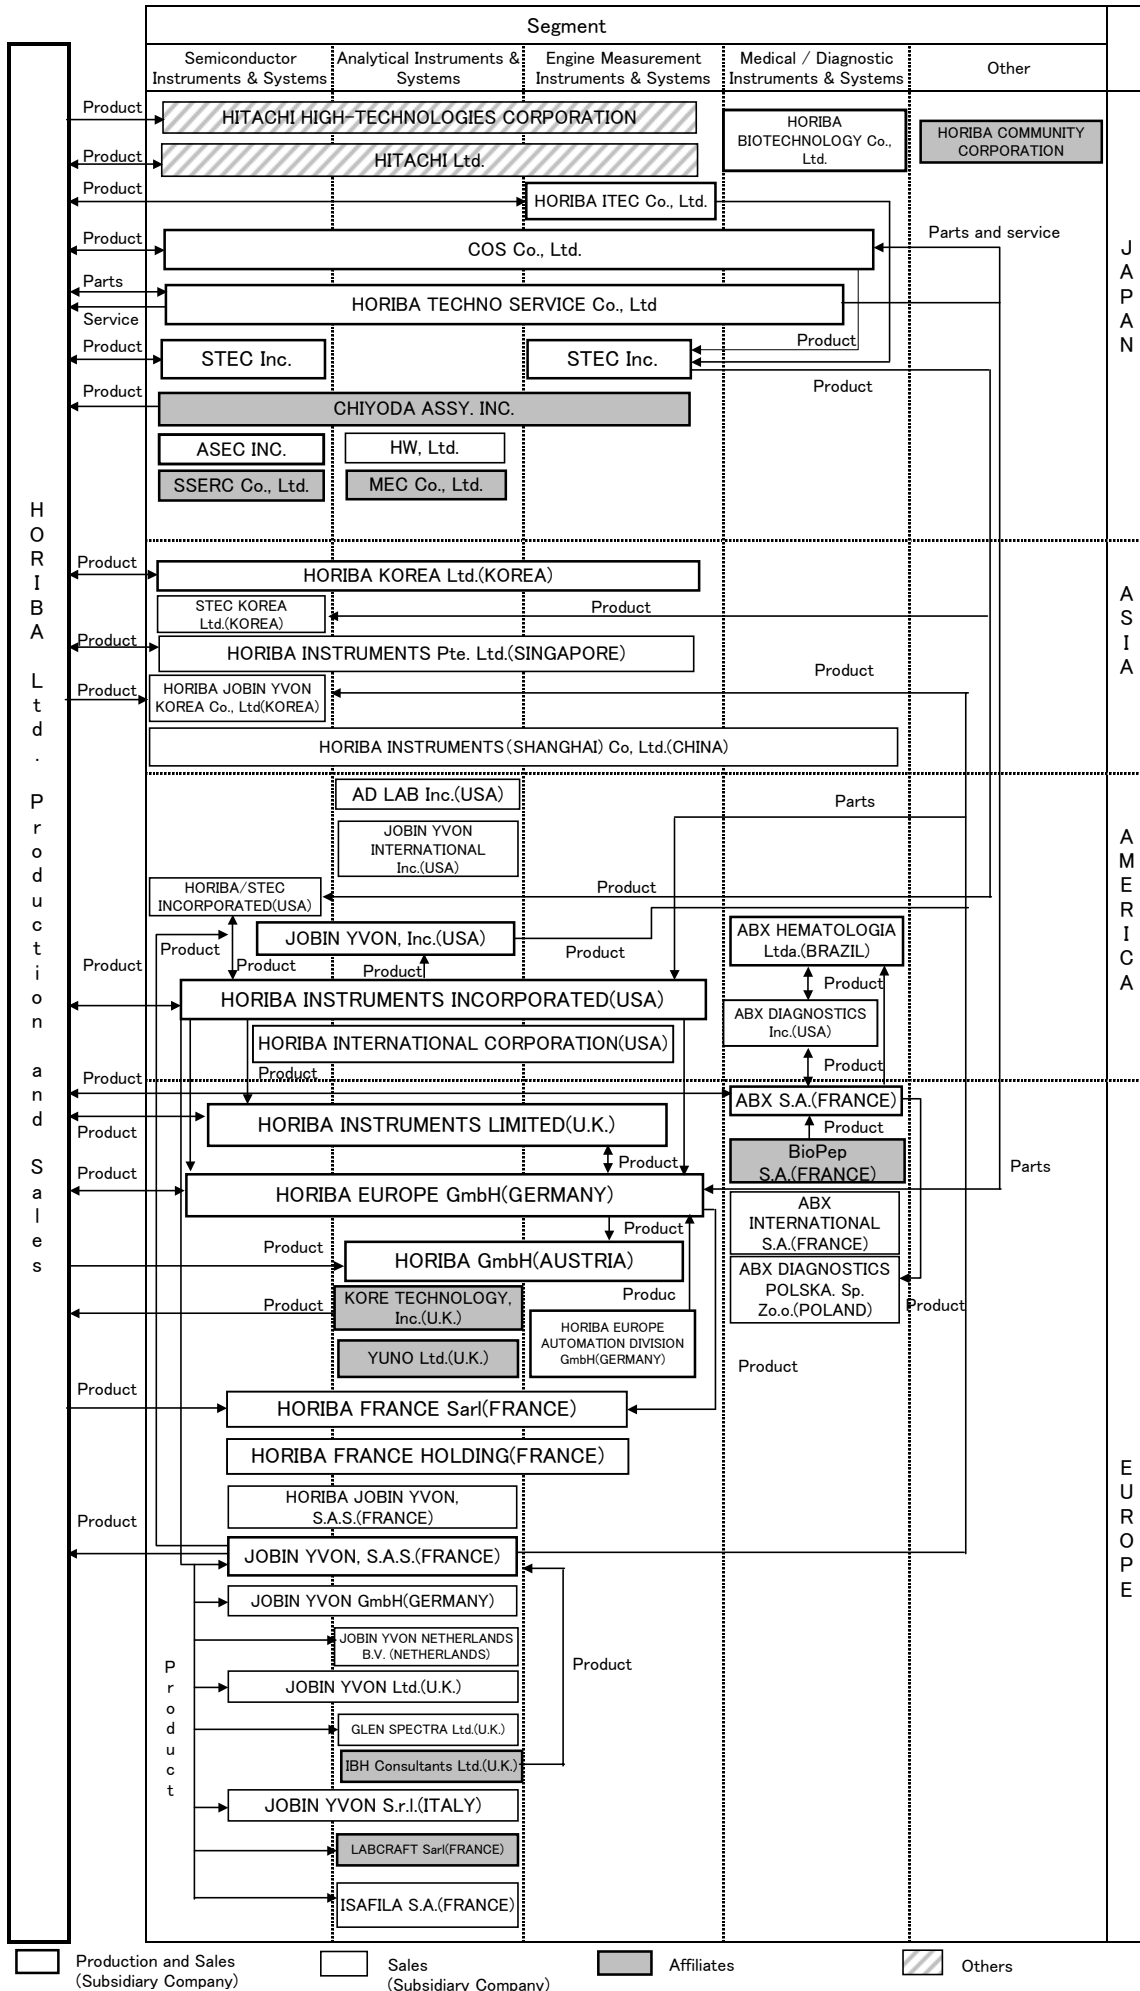 Segment
Semiconductor
Instruments & Systems
Analytical Instruments &
Systems
Engine Measurement
Instruments & Systems
Medical / Diagnostic
Instruments & Systems
Other
HORIBA Ltd. Production and Sales
JAPAN
Product
HITACHI HIGH-TECHNOLOGIES CORPORATION
HORIBA
BIOTECHNOLOGY Co.,
Ltd.
HORIBA COMMUNITY
CORPORATION
Product
HITACHI Ltd.
Product
HORIBA ITEC Co., Ltd.
Product
COS Co., Ltd.
Parts and service
Parts
HORIBA TECHNO SERVICE Co., Ltd
Service
Product
Product
STEC Inc.
STEC Inc.
Product
Product
CHIYODA ASSY. INC.
ASEC INC.
HW, Ltd.
SSERC Co., Ltd.
MEC Co., Ltd.
ASIA
Product
HORIBA KOREA Ltd.(KOREA)
STEC KOREA
Ltd.(KOREA)
Product
Product
HORIBA INSTRUMENTS Pte. Ltd.(SINGAPORE)
Product
Product
HORIBA JOBIN YVON
KOREA Co., Ltd(KOREA)
HORIBA INSTRUMENTS(SHANGHAI) Co, Ltd.(CHINA)
AMERICA
AD LAB Inc.(USA)
Parts
JOBIN YVON
INTERNATIONAL
Inc.(USA)
HORIBA/STEC
INCORPORATED(USA)
Product
JOBIN YVON, Inc.(USA)
Product
ABX HEMATOLOGIA
Ltda.(BRAZIL)
Product
Product
Product
Product
Product
HORIBA INSTRUMENTS INCORPORATED(USA)
ABX DIAGNOSTICS
Inc.(USA)
HORIBA INTERNATIONAL CORPORATION(USA)
Product
Product
Product
EUROPE
ABX S.A.(FRANCE)
HORIBA INSTRUMENTS LIMITED(U.K.)
Product
Product
BioPep
S.A.(FRANCE)
Product
Product
Parts
HORIBA EUROPE GmbH(GERMANY)
ABX
INTERNATIONAL
S.A.(FRANCE)
Product
Product
HORIBA GmbH(AUSTRIA)
ABX DIAGNOSTICS
POLSKA. Sp.
Zo.o.(POLAND)
Product
Product
KORE TECHNOLOGY,
Inc.(U.K.)
Produc
HORIBA EUROPE
AUTOMATION DIVISION
GmbH(GERMANY)
YUNO Ltd.(U.K.)
Product
Product
HORIBA FRANCE Sarl(FRANCE)
HORIBA FRANCE HOLDING(FRANCE)
HORIBA JOBIN YVON,
S.A.S.(FRANCE)
Product
JOBIN YVON, S.A.S.(FRANCE)
JOBIN YVON GmbH(GERMANY)
JOBIN YVON NETHERLANDS
B.V. (NETHERLANDS)
Product
Product
JOBIN YVON Ltd.(U.K.)
GLEN SPECTRA Ltd.(U.K.)
IBH Consultants Ltd.(U.K.)
JOBIN YVON S.r.l.(ITALY)
LABCRAFT Sarl(FRANCE)
ISAFILA S.A.(FRANCE)
Production and Sales
(Subsidiary Company)
Sales
(Subsidiary Company)
Affiliates
Others